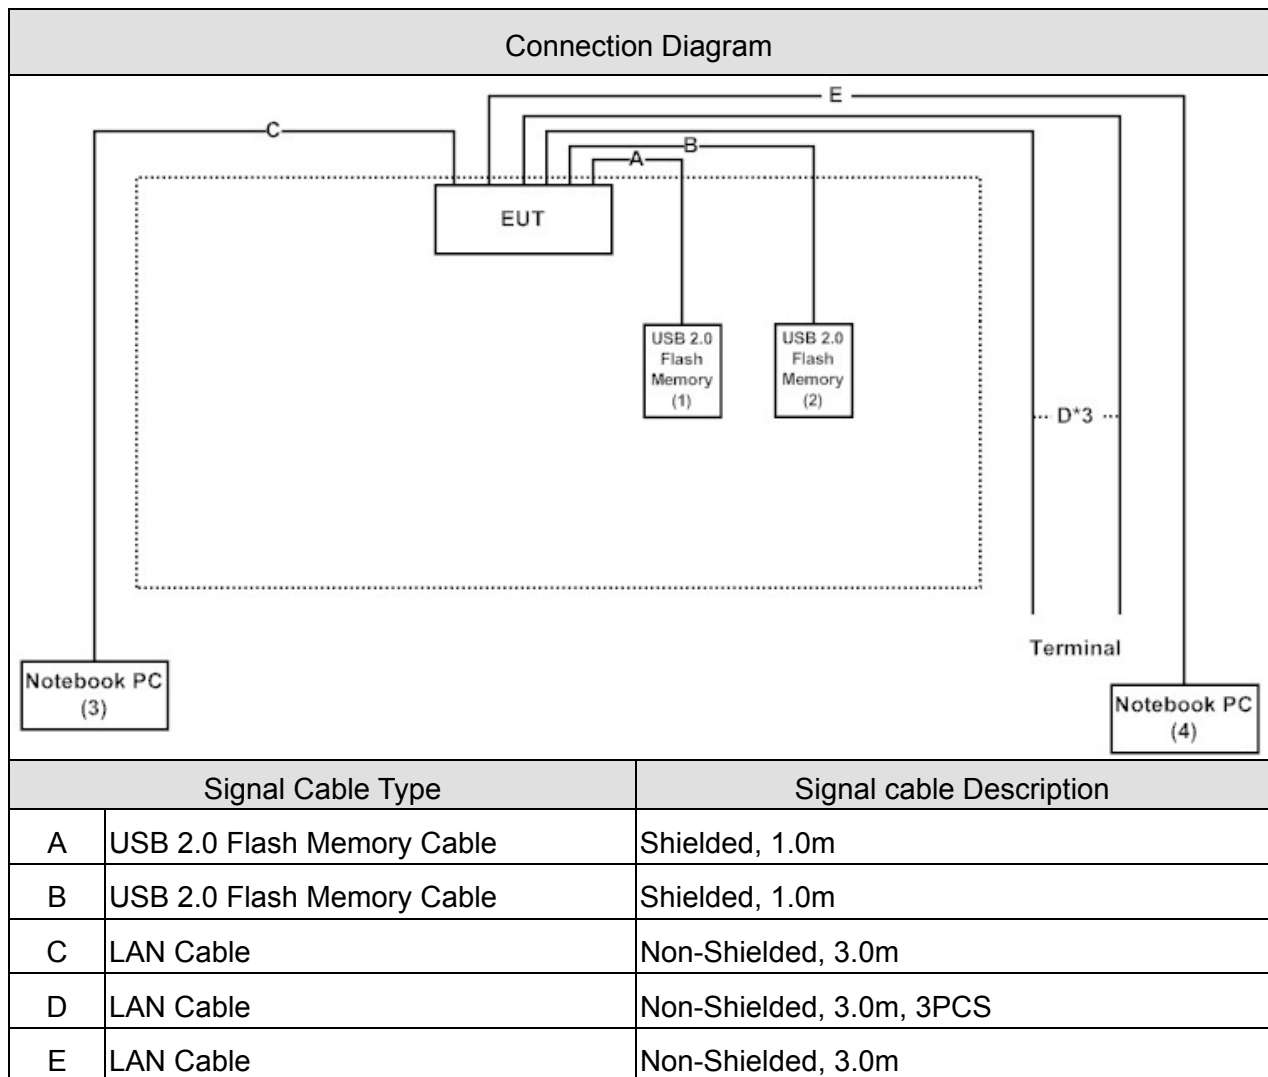 Connection Diagram
E
C
B
A
EUT
USB 2.0
Flash
Memory
(1)
USB 2.0
Flash
Memory
(2)
... D*3 ...
Terminal
Notebook PC
(3)
Notebook PC
(4)
Signal Cable Type Signal cable Description
A USB 2.0 Flash Memory Cable Shielded, 1.0m
B USB 2.0 Flash Memory Cable Shielded, 1.0m
C LAN Cable Non-Shielded, 3.0m
D LAN Cable Non-Shielded, 3.0m, 3PCS
E LAN Cable Non-Shielded, 3.0m